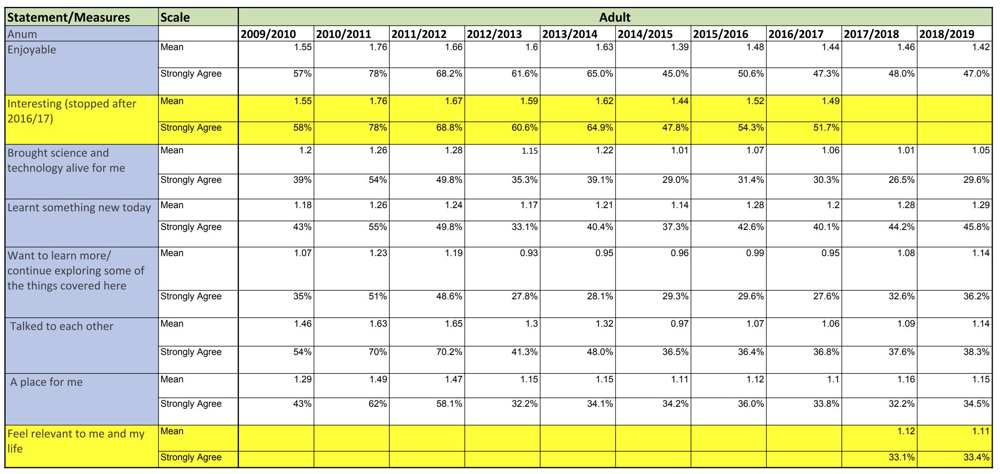 Statement/Measures Scale Adult
Anum 2009/2010 2010/2011 2011/2012 2012/2013 2013/2014 2014/2015 2015/2016 2016/2017 2017/2018 2018/2019
Enjoyable Mean 1.55 1.76 1.66 1.6 1.63 1.39 1.48 1.44 1.46 1.42
Strongly Agree 57% 78% 68.2% 61.6% 65.0% 45.0% 50.6% 47.3% 48.0% 47.0%
Interesting (stopped after Mean 1.55 1.76 1.67 1.59 1.62 1.44 1.52 1.49
2016/17)
Strongly Agree 58% 78% 68.8% 60.6% 64.9% 47.8% 54.3% 51.7%
Brought science and Mean 1.2 1.26 1.28 1.15 1.22 1.01 1.07 1.06 1.01 1.05
technology alive for me
Strongly Agree 39% 54% 49.8% 35.3% 39.1% 29.0% 31.4% 30.3% 26.5% 29.6%
Learnt something new today Mean 1.18 1.26 1.24 1.17 1.21 1.14 1.28 1.2 1.28 1.29
Strongly Agree 43% 55% 49.8% 33.1% 40.4% 37.3% 42.6% 40.1% 44.2% 45.8%
Want to learn more/ Mean 1.07 1.23 1.19 0.93 0.95 0.96 0.99 0.95 1.08 1.14
continue exploring some of
the things covered here
Strongly Agree 35% 51% 48.6% 27.8% 28.1% 29.3% 29.6% 27.6% 32.6% 36.2%
Talked to each other Mean 1.46 1.63 1.65 1.3 1.32 0.97 1.07 1.06 1.09 1.14
Strongly Agree 54% 70% 70.2% 41.3% 48.0% 36.5% 36.4% 36.8% 37.6% 38.3%
A place for me Mean 1.29 1.49 1.47 1.15 1.15 1.11 1.12 1.1 1.16 1.15
Strongly Agree 43% 62% 58.1% 32.2% 34.1% 34.2% 36.0% 33.8% 32.2% 34.5%
Feel relevant to me and my Mean 1.12 1.11
life
Strongly Agree 33.1% 33.4%